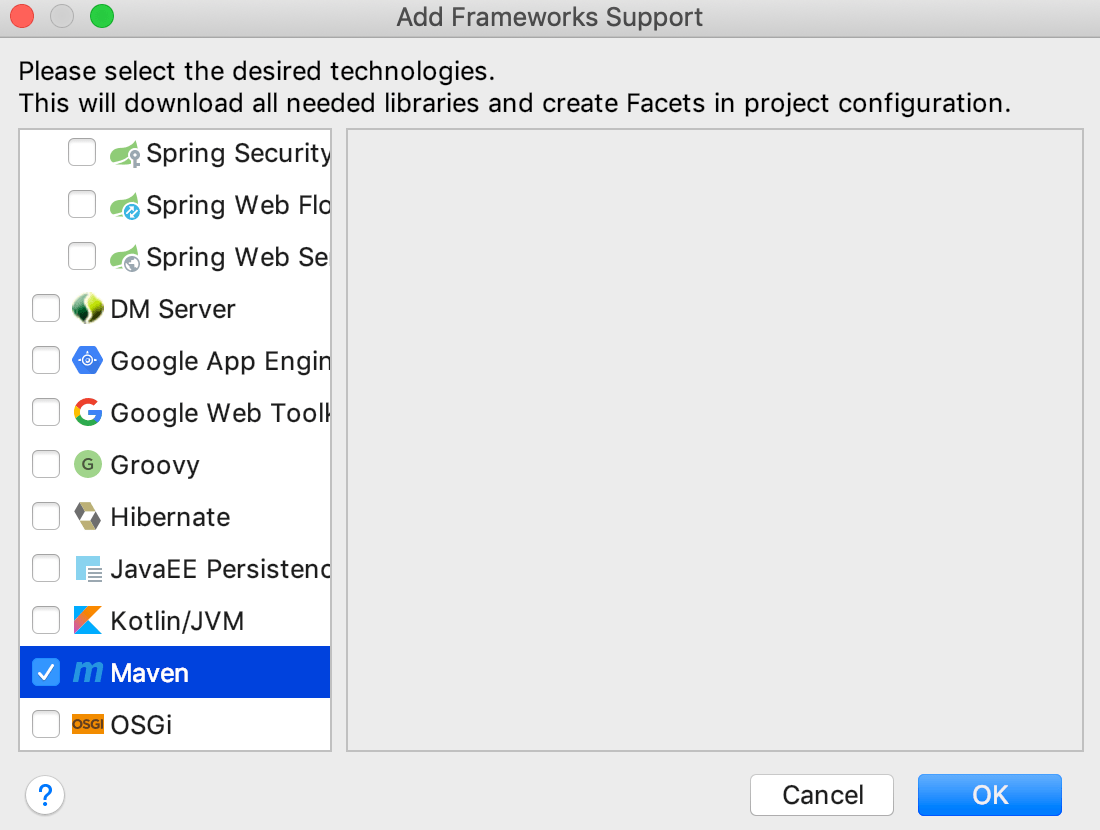 Add Frameworks Support
Please select the desired technologies.
This will download all needed libraries and create Facets in project configuration.
Spring Security
Spring Web Flo
Spring Web Se
DM Server
Google App Engin
Google Web Toolk
G Groovy
Hibernate
JavaEE Persistenc
Kotlin/JVM
m Maven
OSGi OSGi
? Cancel OK